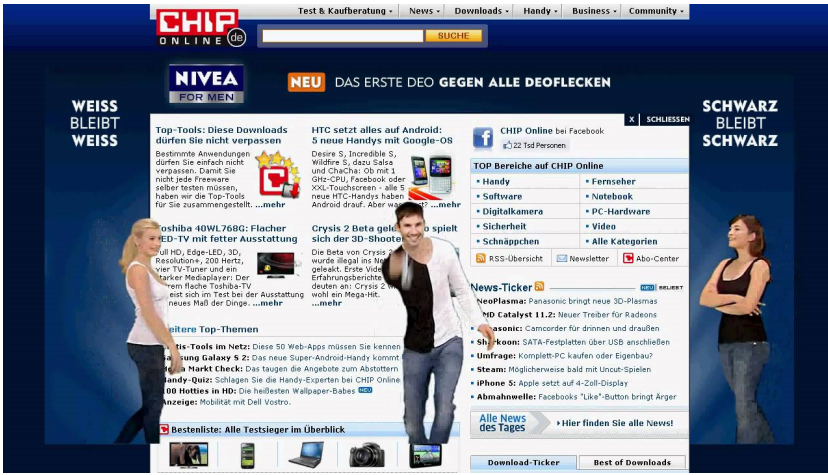 Test & Kaufberatung
News
Downloads
Handy
Business
Community
CHIP
ONLINE de
SUCHE
NIVEA
FOR MEN
NEU DAS ERSTE DEO GEGEN ALLE DEOFLECKEN
WEISS
BLEIBT
WEISS
SCHWARZ
BLEIBT
SCHWARZ
X SCHLIESSEN
Top-Tools: Diese Downloads
dürfen Sie nicht verpassen
Bestimmte Anwendungen
dürfen Sie einfach nicht
verpassen. Damit Sie
nicht jede Freeware
selber testen müssen,
haben wir die Top-Tools
für Sie zusammengestellt. ...mehr
HTC setzt alles auf Android:
5 neue Handys mit Google-OS
Desire S, Incredible S,
Wildfire S, dazu Salsa
und ChaCha: Ob mit 1
GHz-CPU, Facebook oder
XXL-Touchscreen - alle 5
neue HTC-Handys haben
Android drauf. Aber was ...mehr
Toshiba 40WL768G: Flacher
LED-TV mit fetter Ausstattung
Full HD, Edge-LED, 3D,
Resolution+, 200 Hertz,
vier TV-Tuner und ein
starker Mediaplayer: Der
flache Toshiba-TV
eist sich im Test bei der Ausstattung
neues Maß der Dinge. ...mehr
Crysis 2 Beta spielt
sich der 3D-Shooter
Die Beta von Crysis
wurde illegal ins
geleakt. Erste
Erfahrungsberichte
deuten an: Crysis 2
wohl ein Mega-Hit.
...mehr
Weitere Top-Themen
Gratis-Tools im Netz: Diese 50 Web-Apps müssen Sie kennen
Samsung Galaxy S 2: Das neue Super-Android-Handy kommt
Markt Check: Das taugen die Angebote zum Abstottern
Handy-Quiz: Schlagen Sie die Handy-Experten bei CHIP Online
100 Hotties in HD: Die heißesten Wallpaper-Babes NEU
Anzeige: Mobilität mit Dell Vostro.
Bestenliste: Alle Testsieger im Überblick
CHIP Online bei Facebook
22 Tsd Personen
TOP Bereiche auf CHIP Online
Handy
Fernseher
Software
Notebook
Digitalkamera
PC-Hardware
Sicherheit
Video
Schnäppchen
Alle Kategorien
RSS-Übersicht
Newsletter
Abo-Center
News-Ticker
NEU BELIEBT
NeoPlasma: Panasonic bringt neue 3D-Plasmas
AMD Catalyst 11.2: Neuer Treiber für Radeons
Panasonic: Camcorder für drinnen und draußen
Sharkoon: SATA-Festplatten über USB anschließen
Umfrage: Komplett-PC kaufen oder Eigenbau?
Steam: Möglicherweise bald mit Uncut-Spielen
iPhone 5: Apple setzt auf 4-Zoll-Display
Abmahnwelle: Facebooks "Like"-Button bringt Ärger
Alle News
des Tages
Hier finden Sie alle News!
Download-Ticker
Best of Downloads